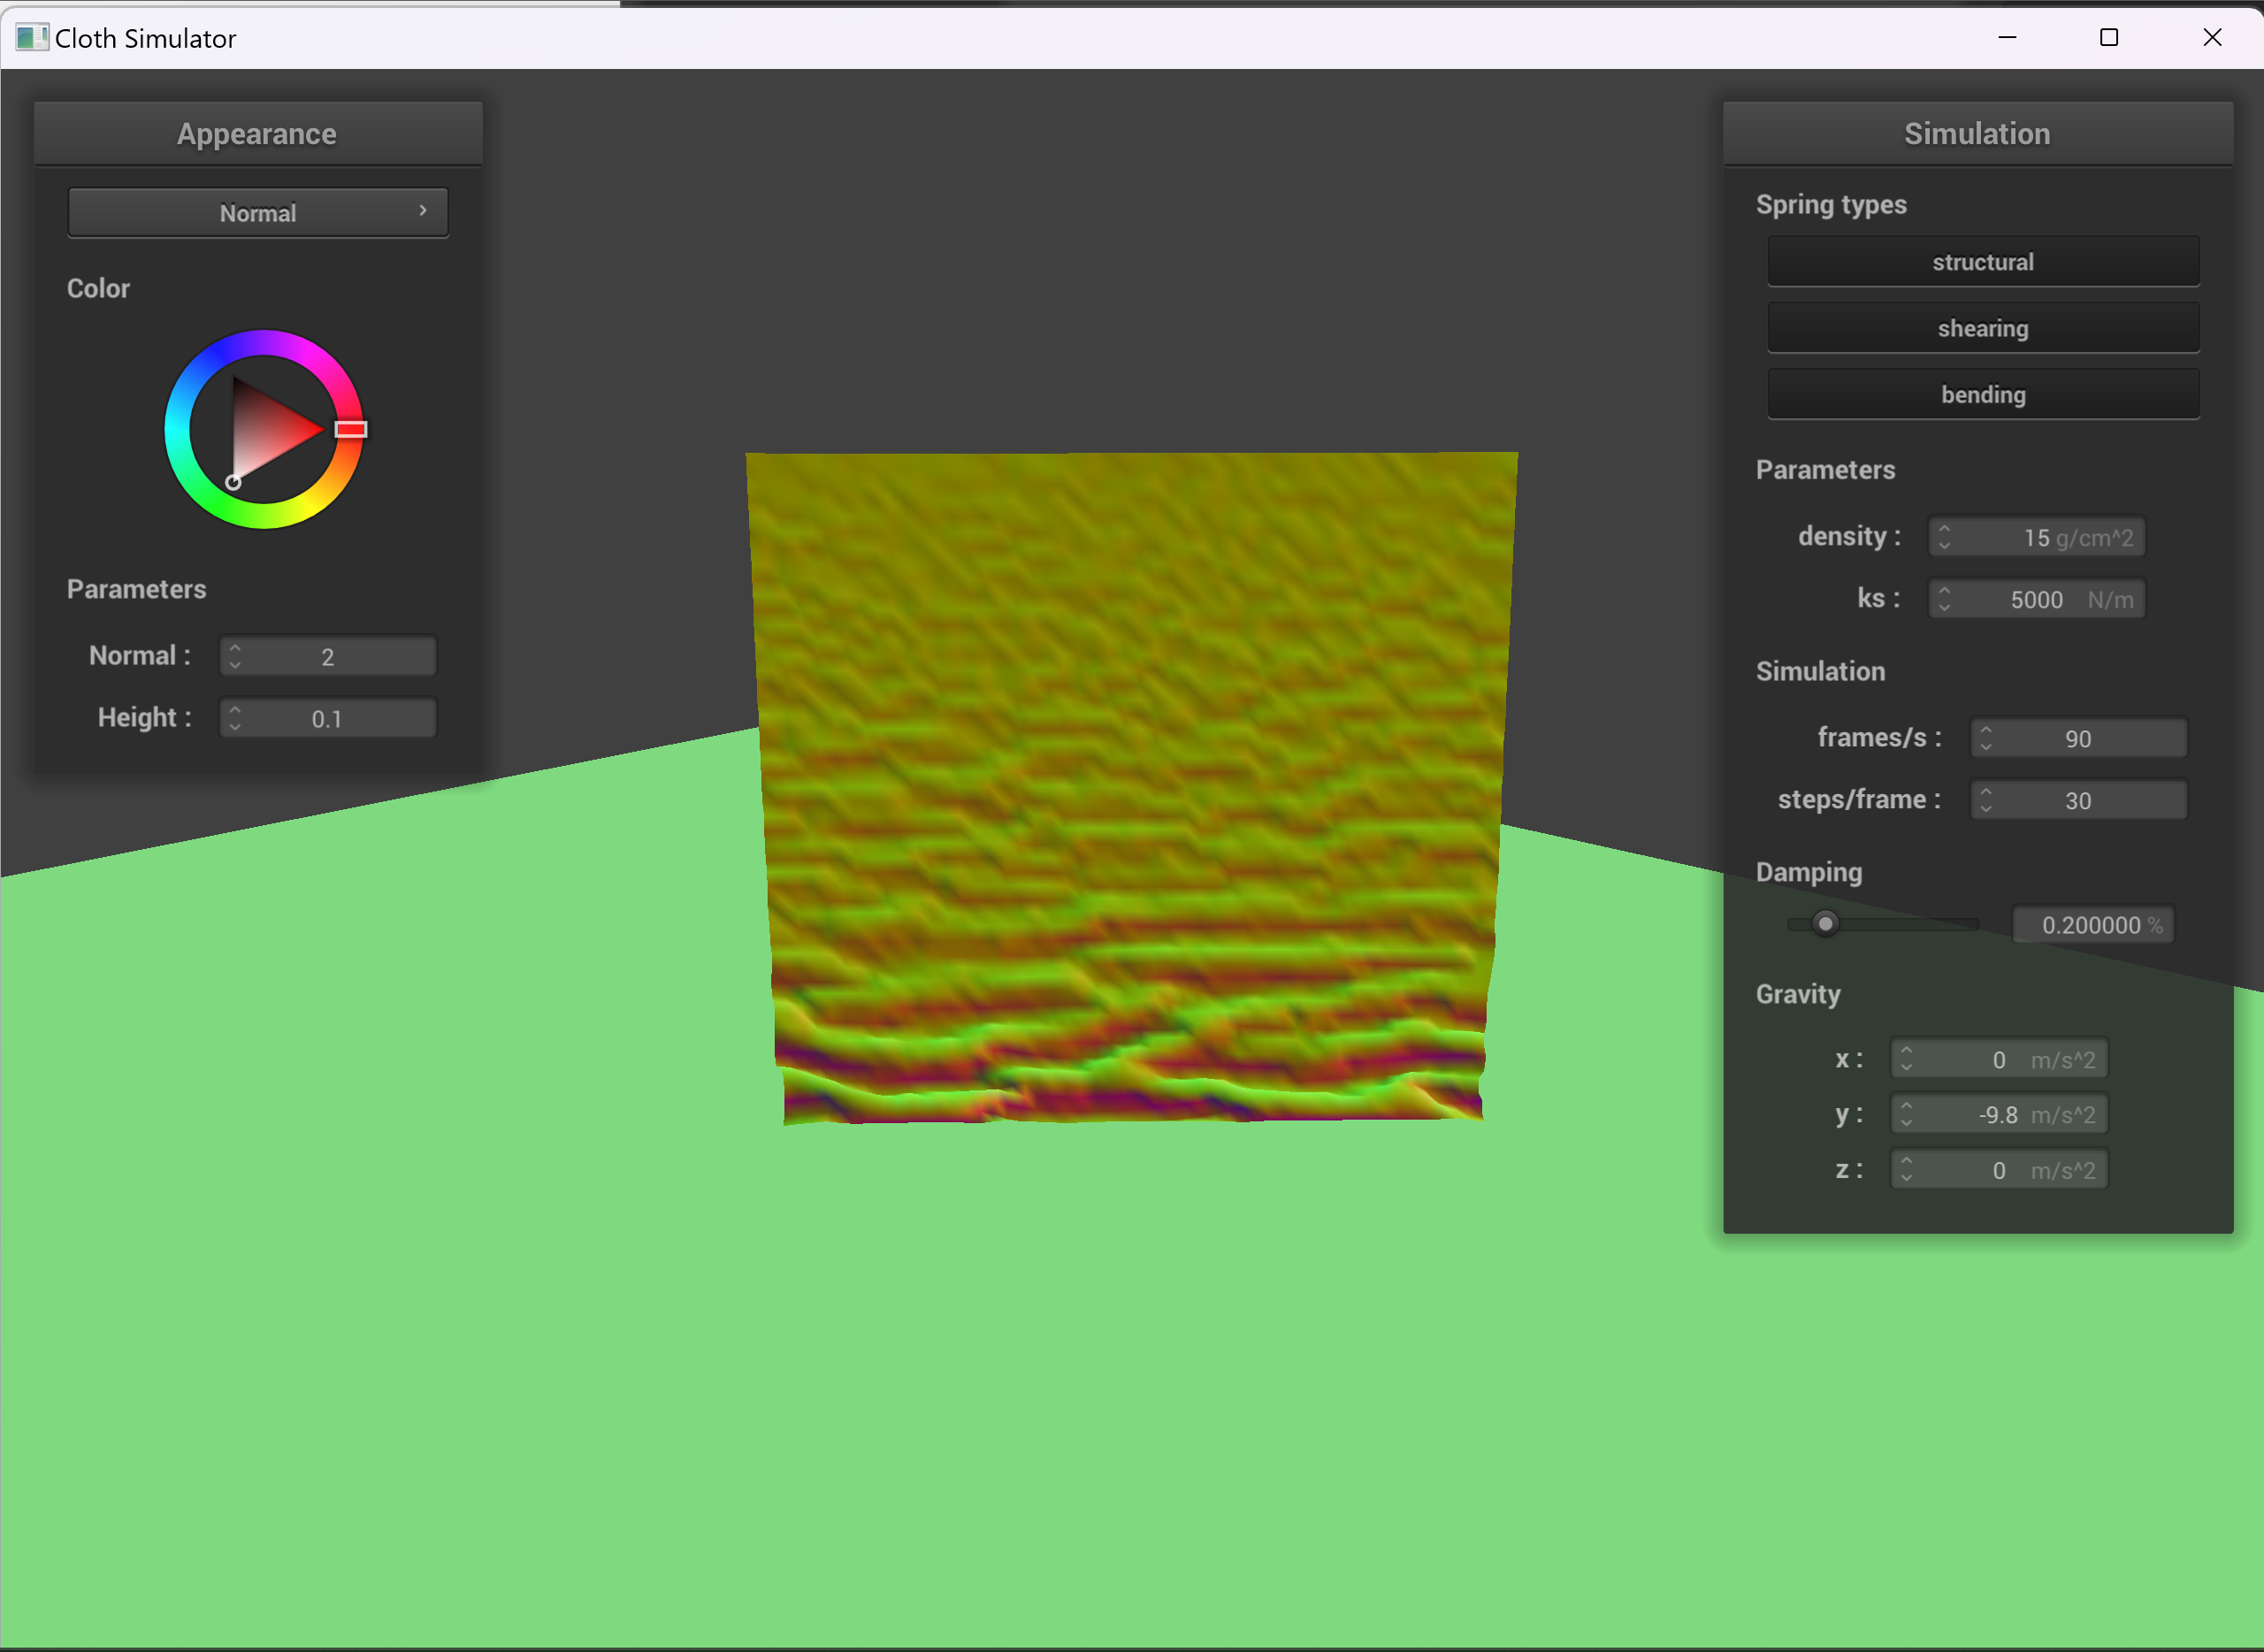 Cloth Simulator
Appearance
Normal
Color
Parameters
Normal : 2
Height : 0.1
Simulation
Spring types
structural
shearing
bending
Parameters
density : 15 g/cm^2
ks : 5000 N/m
Simulation
frames/s : 90
steps/frame : 30
Damping
0.200000 %
Gravity
x : 0 m/s^2
y : -9.8 m/s^2
z : 0 m/s^2